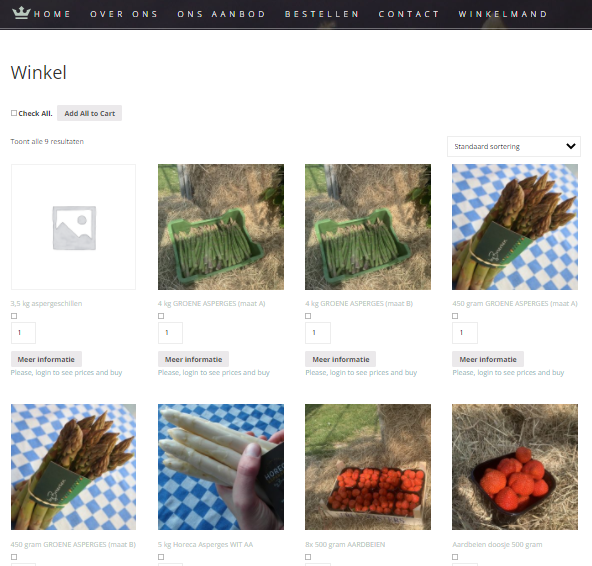 HOME OVER ONS ONS AANBOD BESTELLEN CONTACT WINKELMAND
Winkel
Check All. Add All to Cart
Toont alle 9 resultaten
Standaard sortering
3,5 kg aspergeschillen
1
Meer informatie
Please, login to see prices and buy
4 kg GROENE ASPERGES (maat A)
1
Meer informatie
Please, login to see prices and buy
4 kg GROENE ASPERGES (maat B)
1
Meer informatie
Please, login to see prices and buy
450 gram GROENE ASPERGES (maat A)
1
Meer informatie
Please, login to see prices and buy
450 gram GROENE ASPERGES (maat B)
5 kg Horeca Asperges WIT AA
8x 500 gram AARDBEIEN
Aardbeien doosje 500 gram